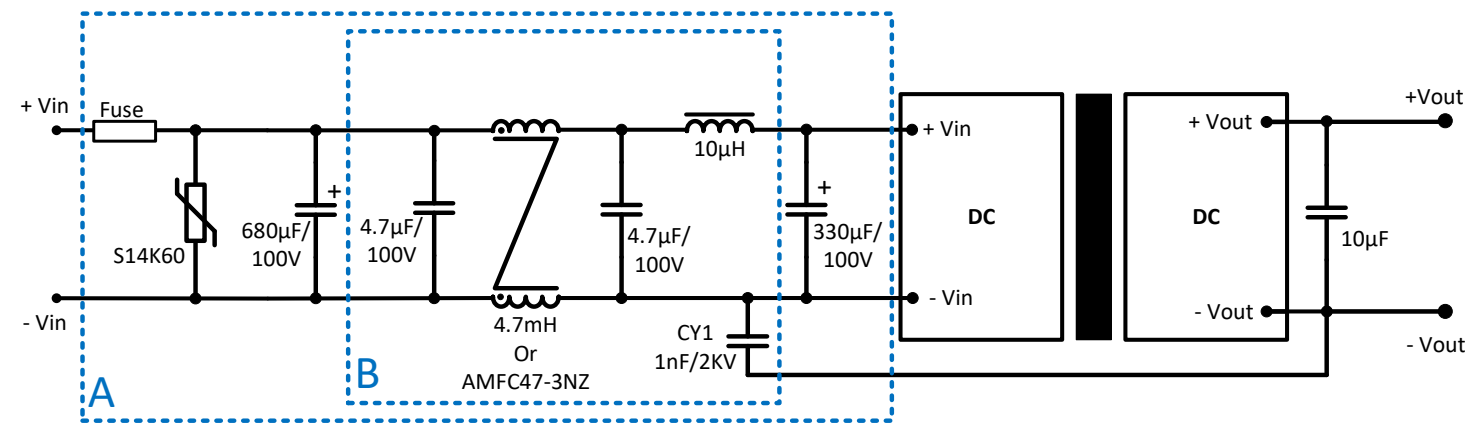 + Vin
Fuse
S14K60
- Vin
A
+
680μF/
100V
B
4.7μF/
100V
4.7mH
Or
AMFC47-3NZ
4.7μF/
100V
10μH
CY1
1nF/2KV
+
330μF/
100V
+ Vin
DC
- Vin
+ Vout
DC
- Vout
10μF
+Vout
- Vout